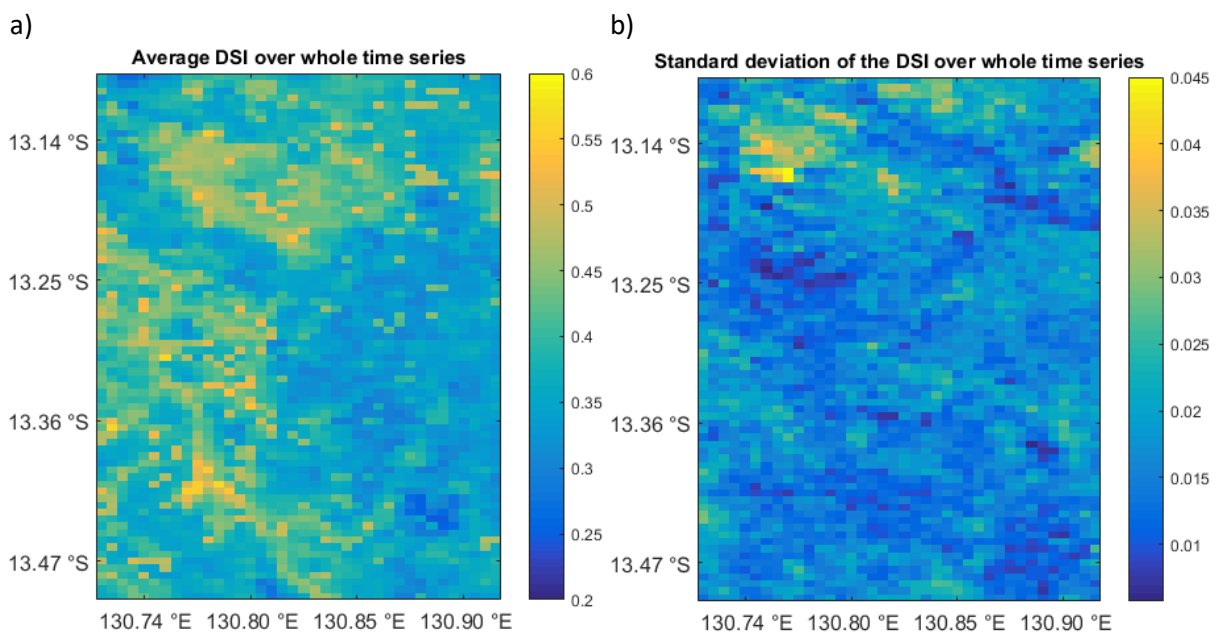 a)
Average DSI over whole time series
0.6
0.55
0.5
0.45
0.4
0.35
0.3
0.25
0.2
13.14 °S
13.25 °S
13.36 °S
13.47 °S
130.74 °E 130.80 °E 130.85 °E 130.90 °E
b)
Standard deviation of the DSI over whole time series
0.045
0.04
0.035
0.03
0.025
0.02
0.015
0.01
13.14 °S
13.25 °S
13.36 °S
13.47 °S
130.74 °E 130.80 °E 130.85 °E 130.90 °E